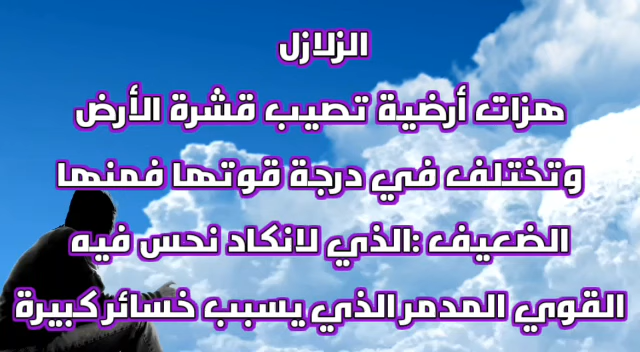 الزلازل
هزات أرضية تصيب قشرة الأرض
وتختلف في درجة قوتها فمنها
الضعيف :الذي لانكاد نحس فيه
القوي المدمر الذي يسبب خسائر كبيرة